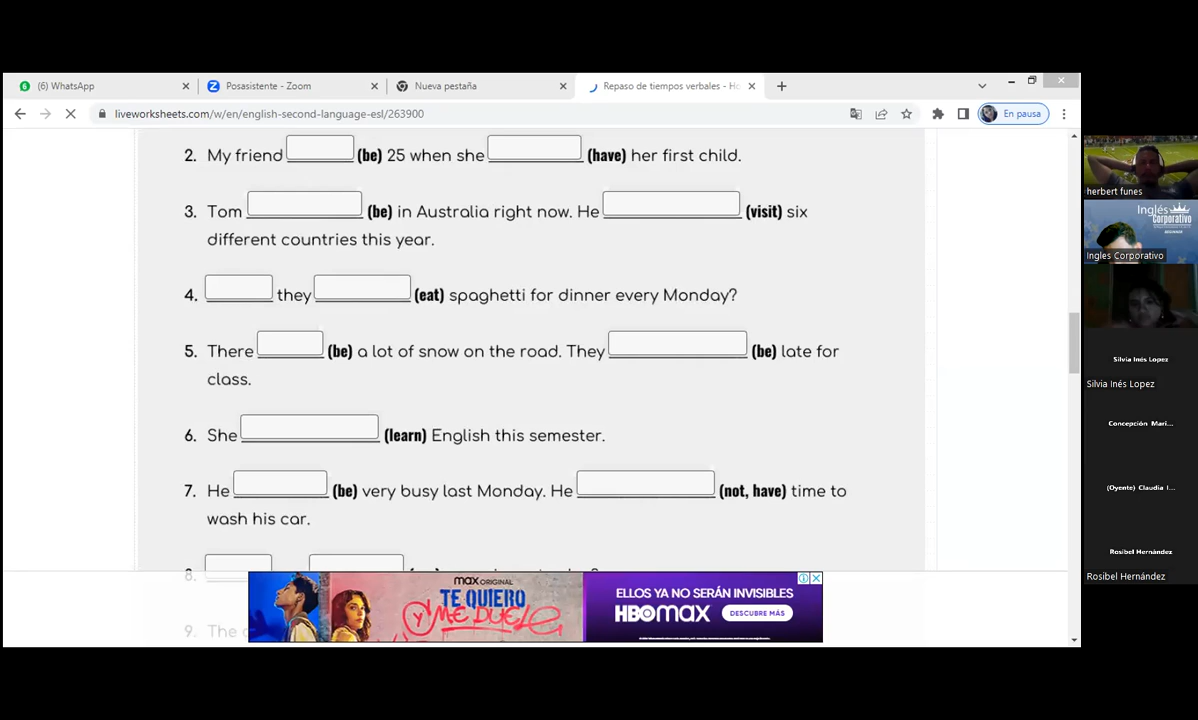 (6) WhatsApp
Posasistente - Zoom
Nueva pestaña
Repaso de tiempos verbales - Ho
liveworksheets.com/w/en/english-second-language-esl/263900
En pausa
2. My friend (be) 25 when she (have) her first child.
3. Tom (be) in Australia right now. He (visit) six
different countries this year.
4. they (eat) spaghetti for dinner every Monday?
5. There (be) a lot of snow on the road. They (be) late for
class.
6. She (learn) English this semester.
7. He (be) very busy last Monday. He (not, have) time to
wash his car.
8.
9. The
max ORIGINAL
TE QUIERO
Y ME DUELE
ELLOS YA NO SERÁN INVISIBLES
HBOMAX
DESCUBRE MÁS
herbert funes
Inglés
Corporativo
Ingles Corporativo
Silvia Inés Lopez
Silvia Inés Lopez
Concepción Mari...
(Oyente) Claudia I...
Rosibel Hernández
Rosibel Hernández